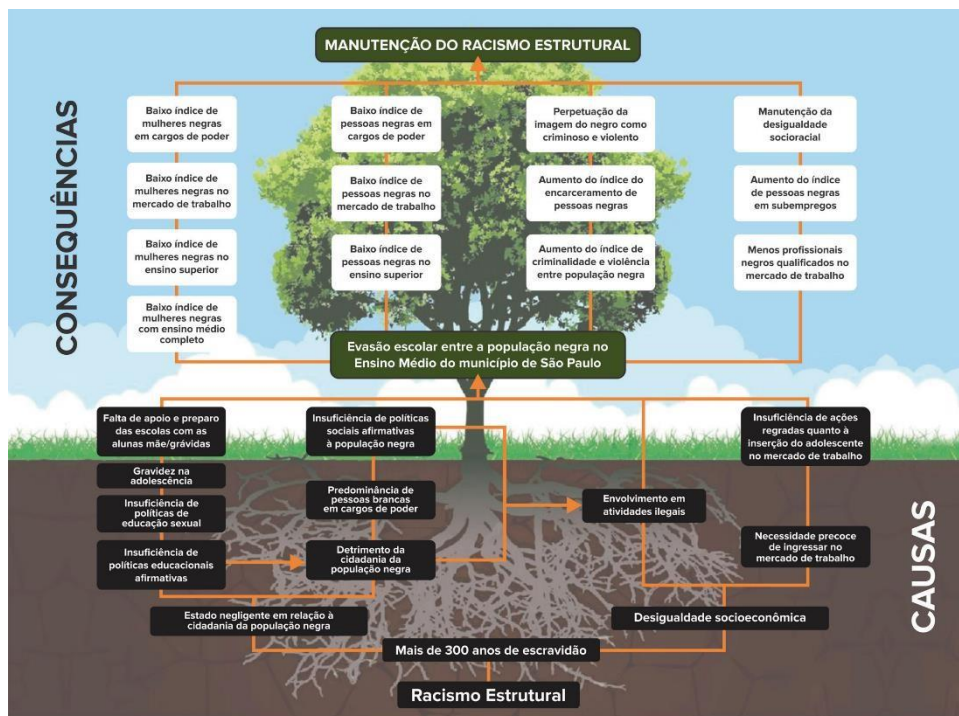 MANUTENÇÃO DO RACISMO ESTRUTURAL
CONSEQUÊNCIAS
Baixo índice de
mulheres negras
em cargos de poder
Baixo índice de
pessoas negras em
cargos de poder
Perpetuação da
imagem do negro como
criminoso e violento
Manutenção da
desigualdade
socioracial
Baixo índice de
mulheres negras no
mercado de trabalho
Baixo índice de
pessoas negras no
mercado de trabalho
Aumento do índice do
encarceramento de
pessoas negras
Aumento do índice
de pessoas negras
em subempregos
Baixo índice de
mulheres negras no
ensino superior
Baixo índice de
pessoas negras no
ensino superior
Aumento do índice de
criminalidade e violência
entre população negra
Menos profissionais
negros qualificados no
mercado de trabalho
Baixo índice de
mulheres negras
com ensino médio
completo
Evasão escolar entre a população negra no
Ensino Médio do município de São Paulo
CAUSAS
Falta de apoio e preparo
das escolas com as
alunas mãe/grávidas
Insuficiência de políticas
sociais afirmativas
à população negra
Insuficiência de ações
regradas quanto à
inserção do adolescente
no mercado de trabalho
Gravidez na
adolescência
Insuficiência de
políticas de
educação sexual
Predominância de
pessoas brancas
em cargos de poder
Envolvimento em
atividades ilegais
Insuficiência de
políticas educacionais
afirmativas
Detrimento da
cidadania da
população negra
Necessidade precoce
de ingressar no
mercado de trabalho
Estado negligente em relação à
cidadania da população negra
Desigualdade socioeconômica
Mais de 300 anos de escravidão
Racismo Estrutural